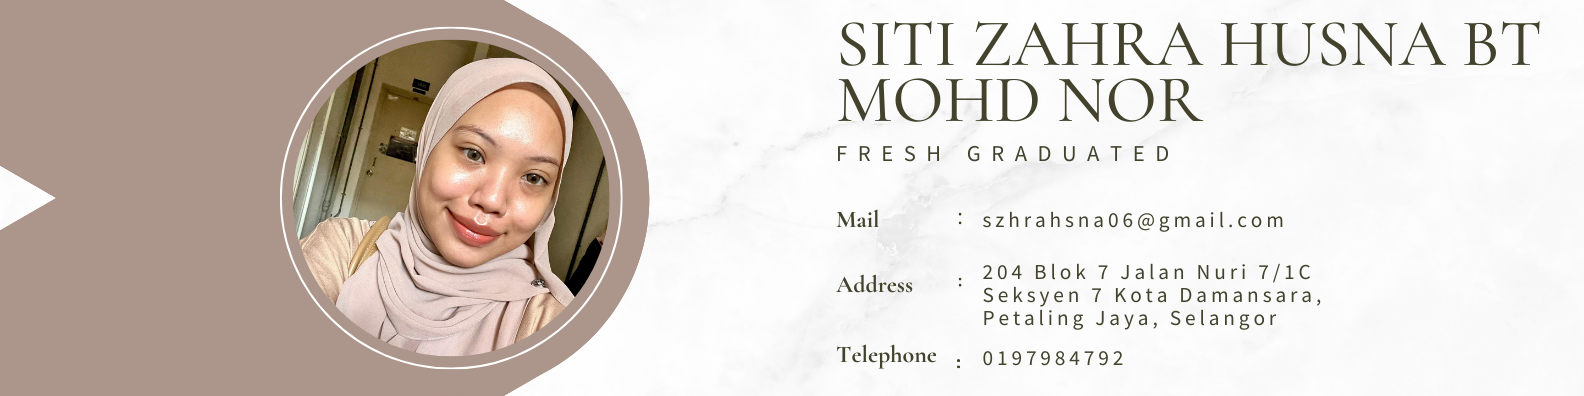 SITI ZAHRA HUSNA BT
MOHD NOR
FRESH GRADUATED
Mail : szhrahsna06@gmail.com
Address : 204 Blok 7 Jalan Nuri 7/1C
Seksyen 7 Kota Damansara,
Petaling Jaya, Selangor
Telephone : 0197984792